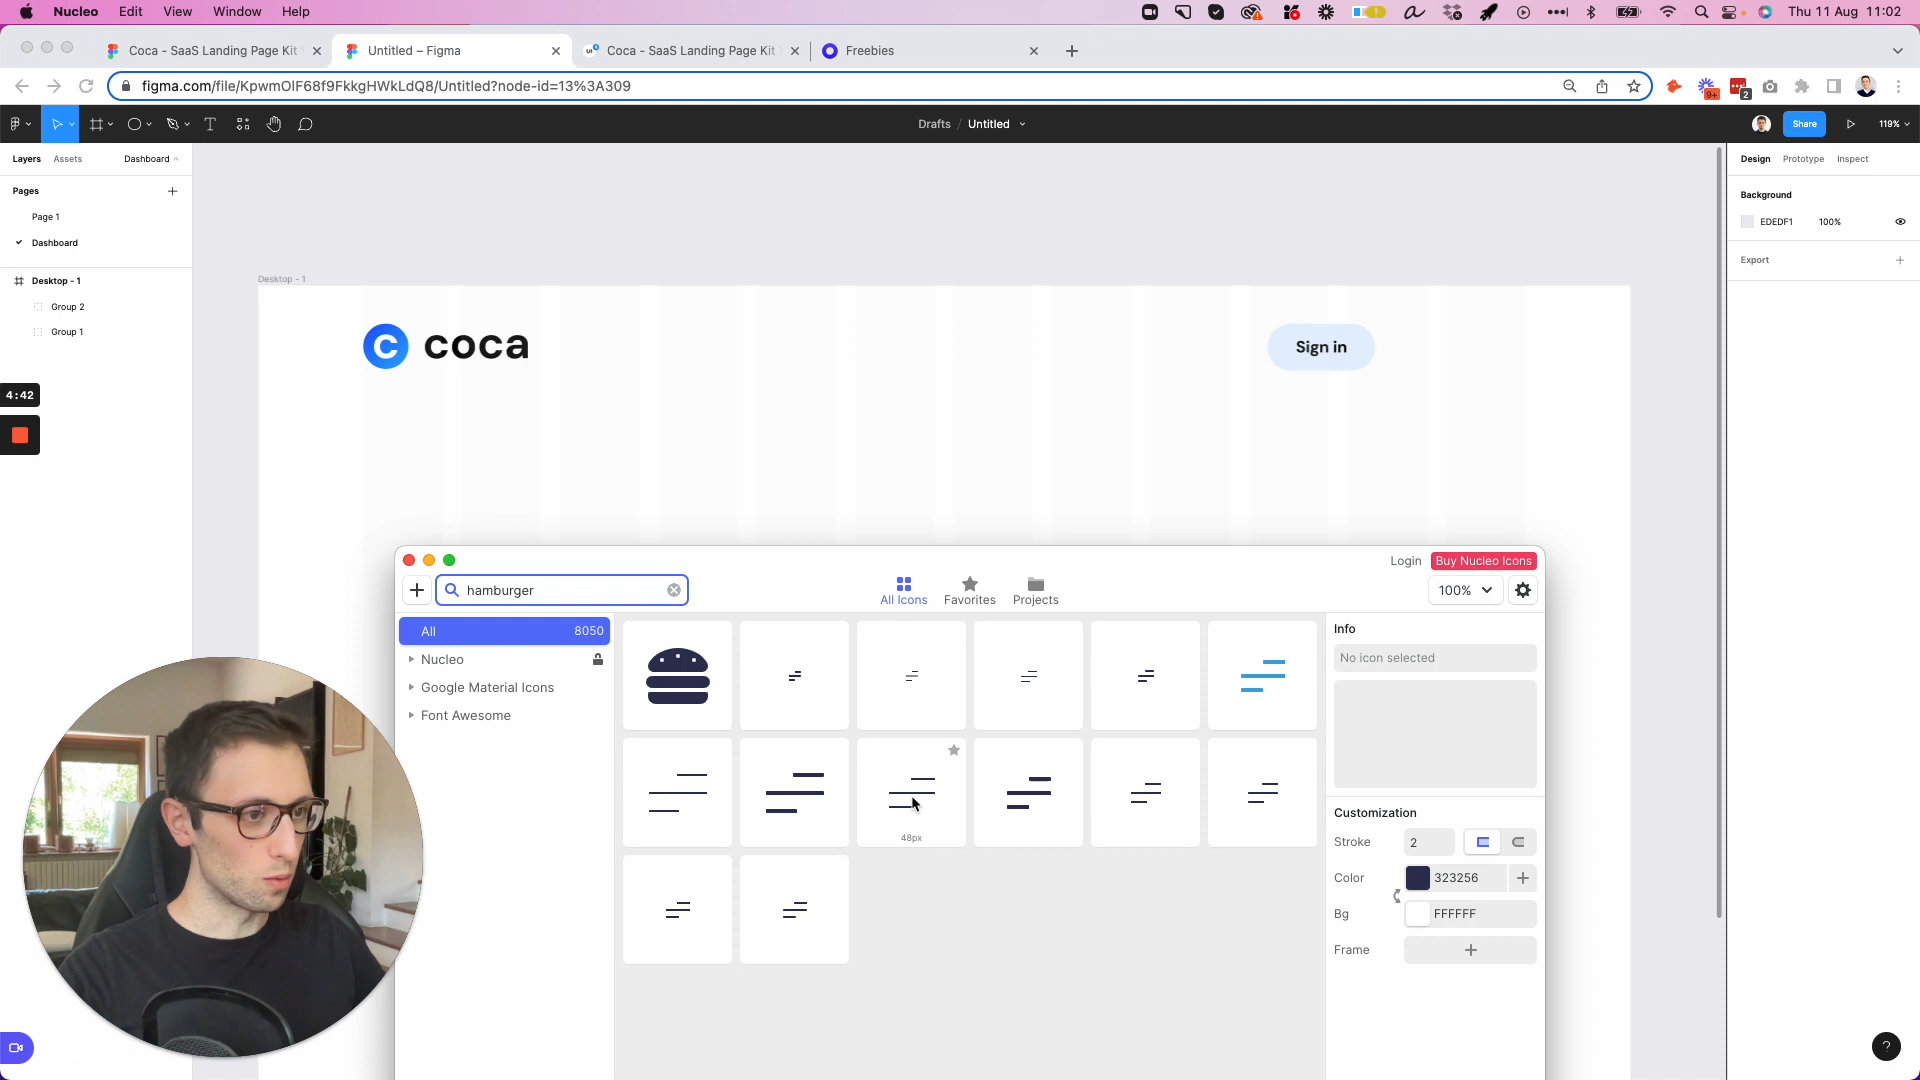 Nucleo Edit View Window Help Thu 11 Aug 11:02
Coca - SaaS Landing Page Kit Untitled – Figma Coca - SaaS Landing Page Kit Freebies
figma.com/file/KpwmOIF68f9FkkgHWkLdQ8/Untitled?node-id=13%3A309 9+ 2
Drafts / Untitled Share 119%
Layers Assets Dashboard Design Prototype Inspect
Pages
Background
Page 1
EDEDF1 100%
Dashboard
Export
Desktop - 1
Desktop - 1
Group 2
Group 1
c coca
Sign in
4:42
Login Buy Nucleo Icons
hamburger
All Icons Favorites Projects
100%
All 8050
Info
Nucleo
No icon selected
Google Material Icons
Font Awesome
48px
Customization
Stroke 2
Color 323256
Bg FFFFFF
Frame
?